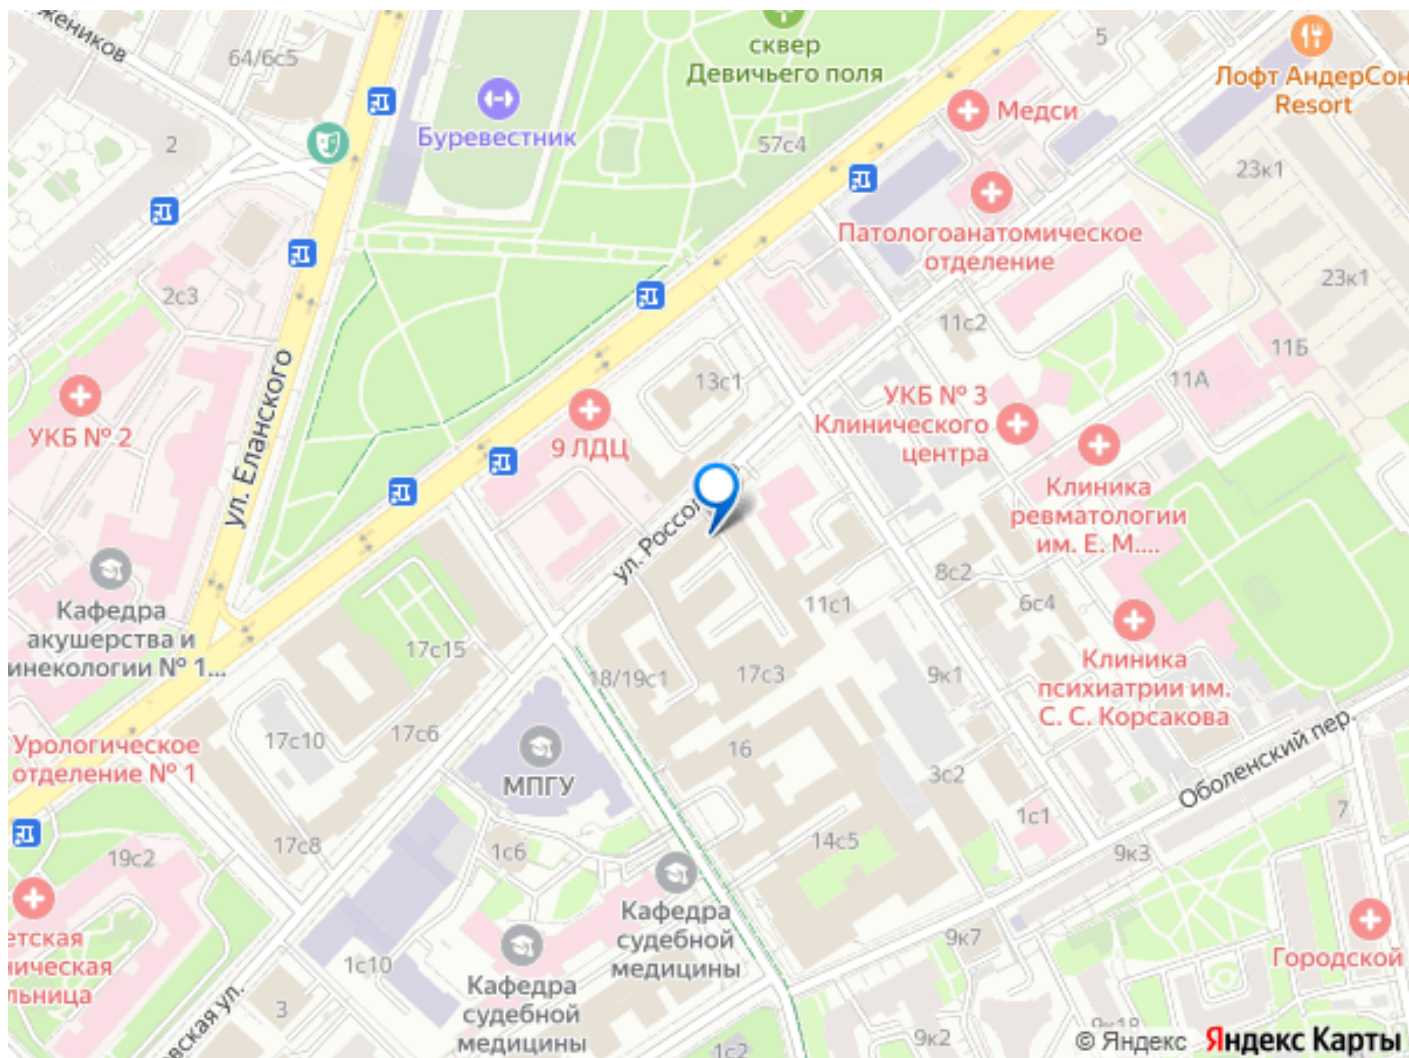 64/6с5
2
Буревестник
сквер
Девичьего поля
5
Лофт АндерСон
Resort
Медси
57с4
23к1
Патологоанатомическое
отделение
23к1
2с3
11с2
11Б
13с1
11А
УКБ № 2
ул. Еланского
9 ЛДЦ
УКБ № 3
Клинического
центра
Клиника
ревматологии
им. Е. М....
8с2
6с4
11с1
Кафедра
акушерства и
инекологии № 1...
17с15
18/19с1
17с3
9к1
Клиника
психиатрии им.
С. С. Корсакова
Урологическое
отделение № 1
17с10
17с6
16
МПГУ
3с2
Оболенский пер.
1с1
7
17с8
19с2
1с6
14с5
9к3
Кафедра
судебной
медицины
9к7
Городской
1с10
Кафедра
судебной
медицины
3
1с2
9к2
© Яндекс
Яндекс Карты